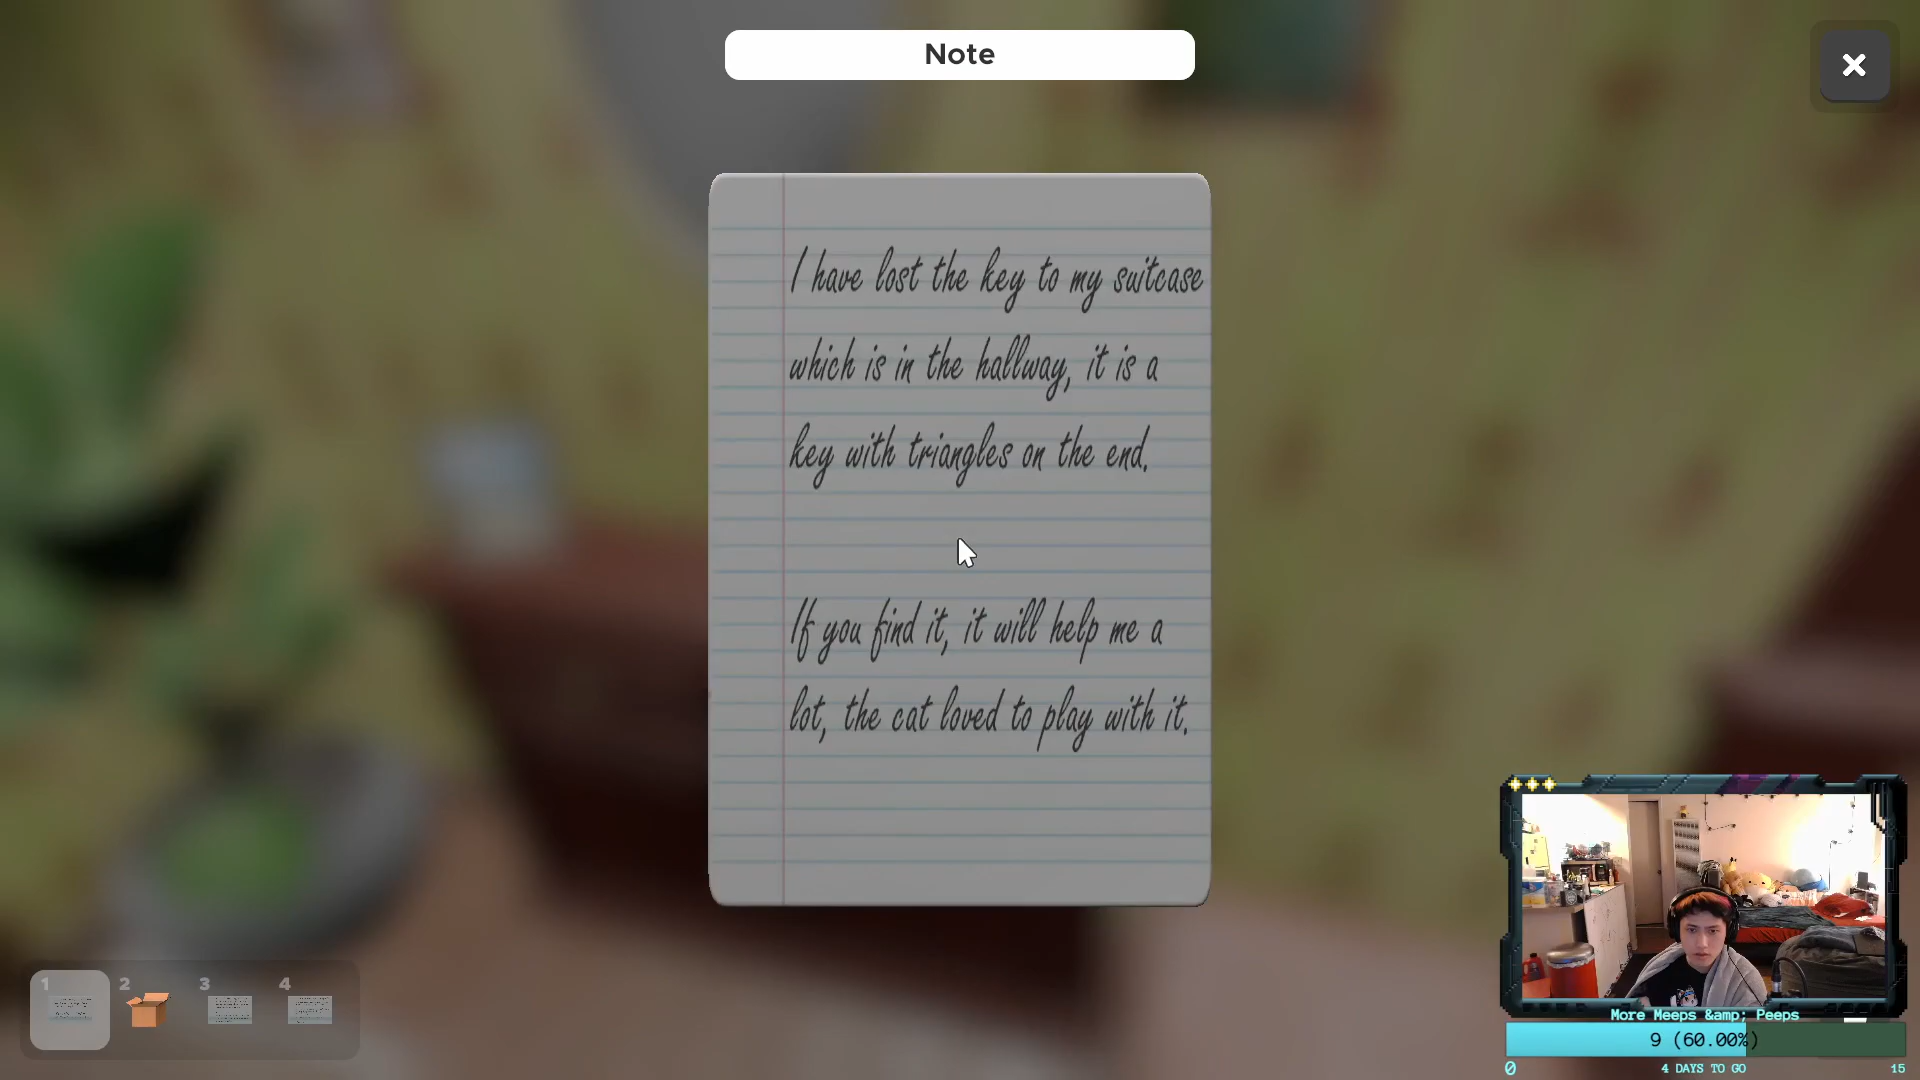 Note
I have lost the key to my suitcase
which is in the hallway, it is a
key with triangles on the end.
If you find it, it will help me a
lot, the cat loved to play with it.
1 2 3 4
More Meeps &amp; Peeps
9 (60.00%)
0 4 DAYS TO GO 15